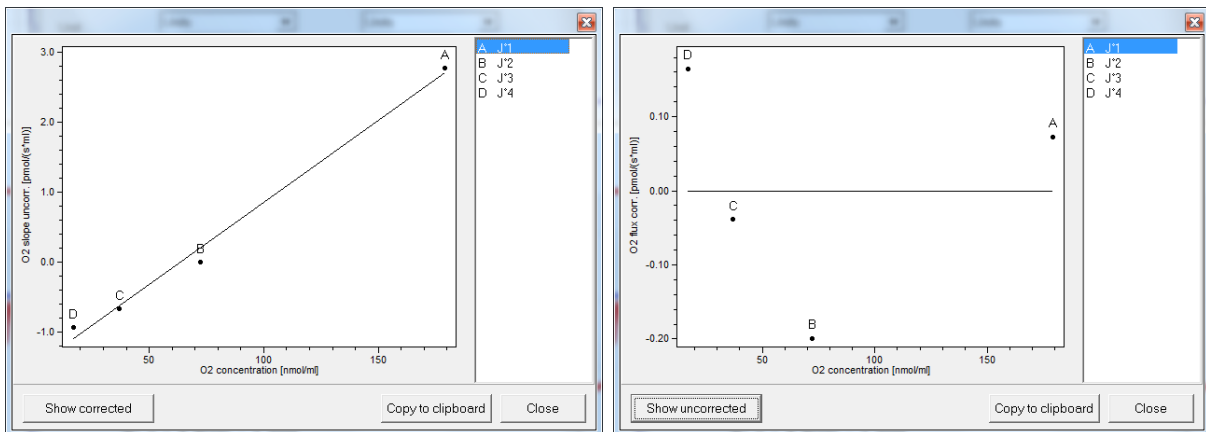 A J°1
B J°2
C J°3
D J°4
3.0
2.0
1.0
0.0
-1.0
O2 slope uncorr. [pmol/(s*ml)]
A
B
C
D
50
100
150
O2 concentration [nmol/ml]
Show corrected
Copy to clipboard
Close
A J°1
B J°2
C J°3
D J°4
0.10
0.00
-0.10
-0.20
O2 flux corr. [pmol/(s*ml)]
D
A
C
B
50
100
150
O2 concentration [nmol/ml]
Show uncorrected
Copy to clipboard
Close